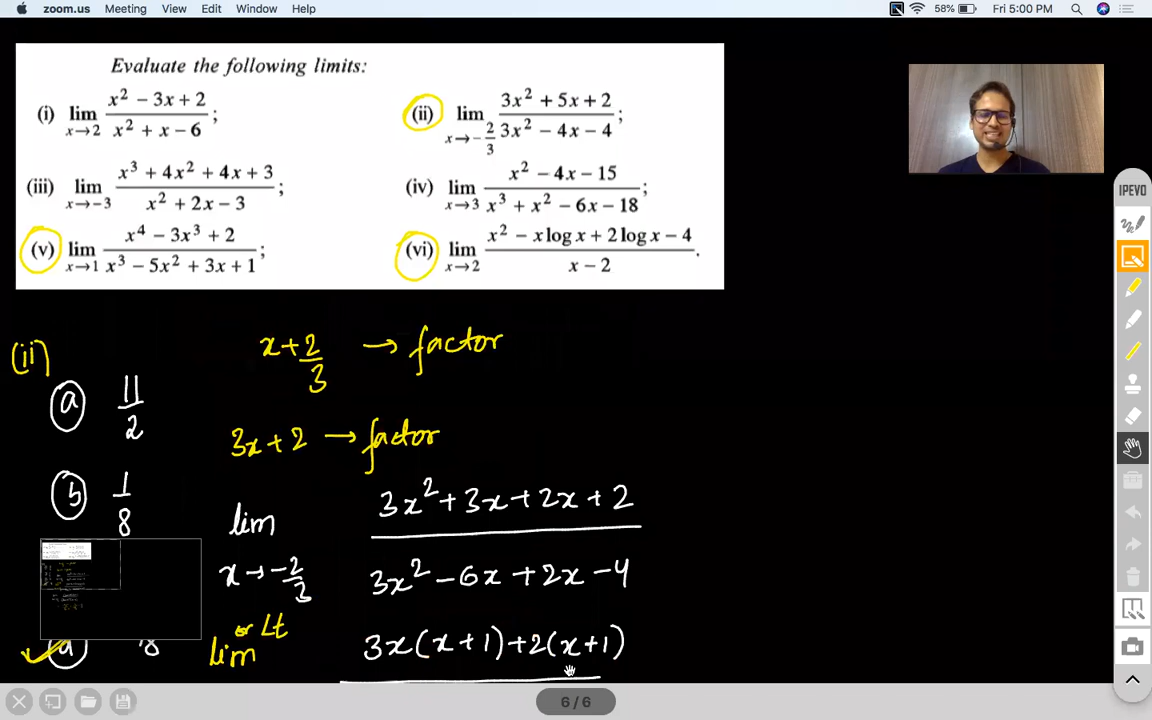 zoom.us Meeting View Edit Window Help 58% Fri 5:00 PM
Evaluate the following limits:
(i) lim x→2 (x² − 3x + 2)/(x² + x − 6);
(ii) lim x→−2/3 (3x² + 5x + 2)/(3x² − 4x − 4);
(iii) lim x→−3 (x³ + 4x² + 4x + 3)/(x² + 2x − 3);
(iv) lim x→3 (x² − 4x − 15)/(x³ + x² − 6x − 18);
(v) lim x→1 (x⁴ − 3x³ + 2)/(x³ − 5x² + 3x + 1);
(vi) lim x→2 (x² − x log x + 2 log x − 4)/(x − 2).
IPEVO
(ii)
x + 2/3 → factor
a 11/2
3x + 2 → factor
b 1/8
lim x→−2/3 (3x² + 3x + 2x + 2)/(3x² − 6x + 2x − 4)
or Lt
lim 3x(x + 1) + 2(x + 1)
6 / 6